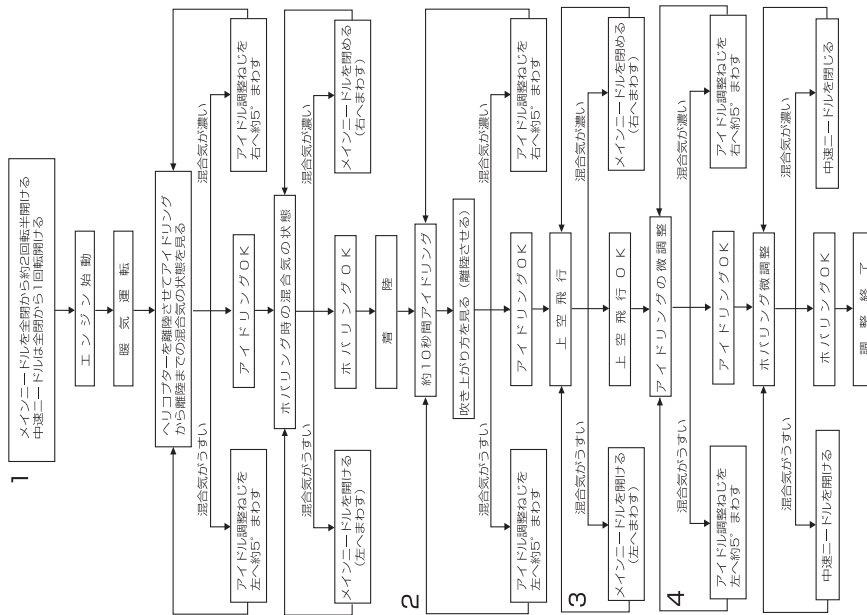 1
メインニードルを全閉から約2回転半開ける
中速ニードルは全閉から1回転開ける
エンジン始動
暖気運転
ヘリコプターを離陸させてアイドリング
から離陸までの混合気の状態を見る
混合気がうすい
混合気が濃い
アイドル調整ねじを
左へ約5°まわす
アイドリングOK
アイドル調整ねじを
右へ約5°まわす
ホバリング時の混合気の状態
混合気がうすい
混合気が濃い
メインニードルを開ける
(左へまわす)
ホバリングOK
メインニードルを閉める
(右へまわす)
着陸
2
約10秒間アイドリング
吹き上がり方を見る(離陸させる)
混合気がうすい
混合気が濃い
アイドル調整ねじを
左へ約5°まわす
アイドリングOK
アイドル調整ねじを
右へ約5°まわす
3
上空飛行
混合気がうすい
混合気が濃い
メインニードルを開ける
(左へまわす)
上空飛行OK
メインニードルを閉める
(右へまわす)
4
アイドリングの微調整
混合気がうすい
混合気が濃い
アイドル調整ねじを
左へ約5°まわす
アイドリングOK
アイドル調整ねじを
右へ約5°まわす
ホバリング微調整
混合気がうすい
混合気が濃い
中速ニードルを開ける
ホバリングOK
中速ニードルを閉じる
調整終了